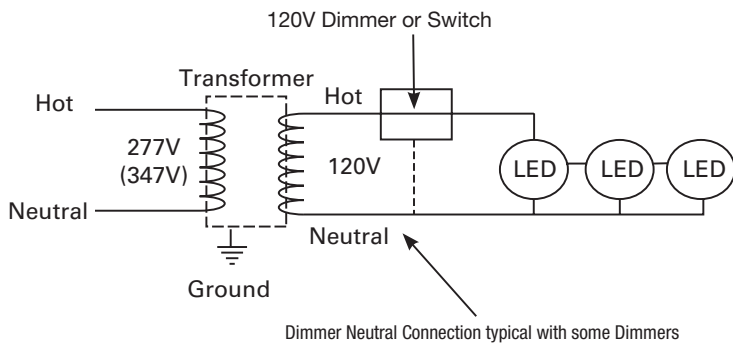 120V Dimmer or Switch
Transformer
Hot
Hot
277V
(347V)
120V
LED
LED
LED
Neutral
Neutral
Ground
Dimmer Neutral Connection typical with some Dimmers